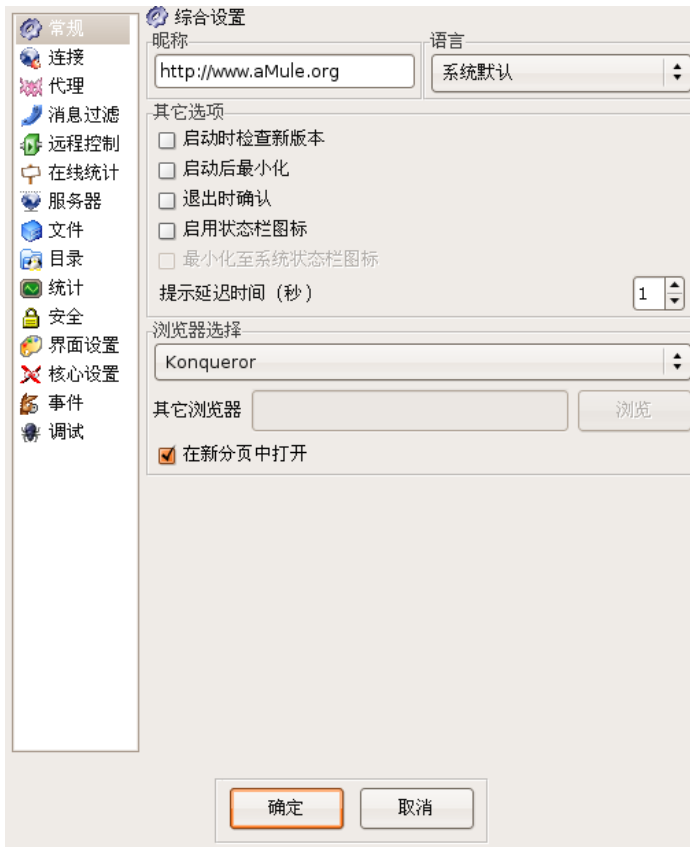 常规
连接
代理
消息过滤
远程控制
在线统计
服务器
文件
目录
统计
安全
界面设置
核心设置
事件
调试
综合设置
昵称
http://www.aMule.org
语言
系统默认
其它选项
启动时检查新版本
启动后最小化
退出时确认
启用状态栏图标
最小化至系统状态栏图标
提示延迟时间（秒） 1
浏览器选择
Konqueror
其它浏览器 浏览
在新分页中打开
确定 取消